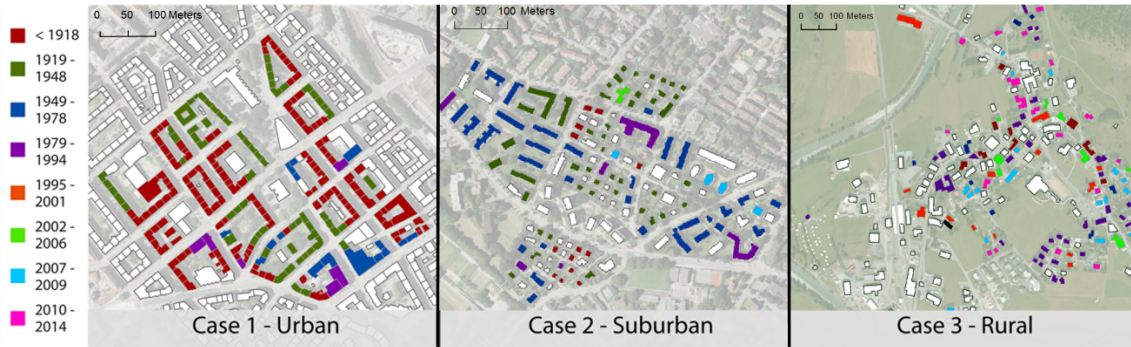 < 1918
1919 -
1948
1949 -
1978
1979 -
1994
1995 -
2001
2002 -
2006
2007 -
2009
2010 -
2014
0 50 100 Meters
Case 1 - Urban
0 50 100 Meters
Case 2 - Suburban
0 50 100 Meters
Case 3 - Rural